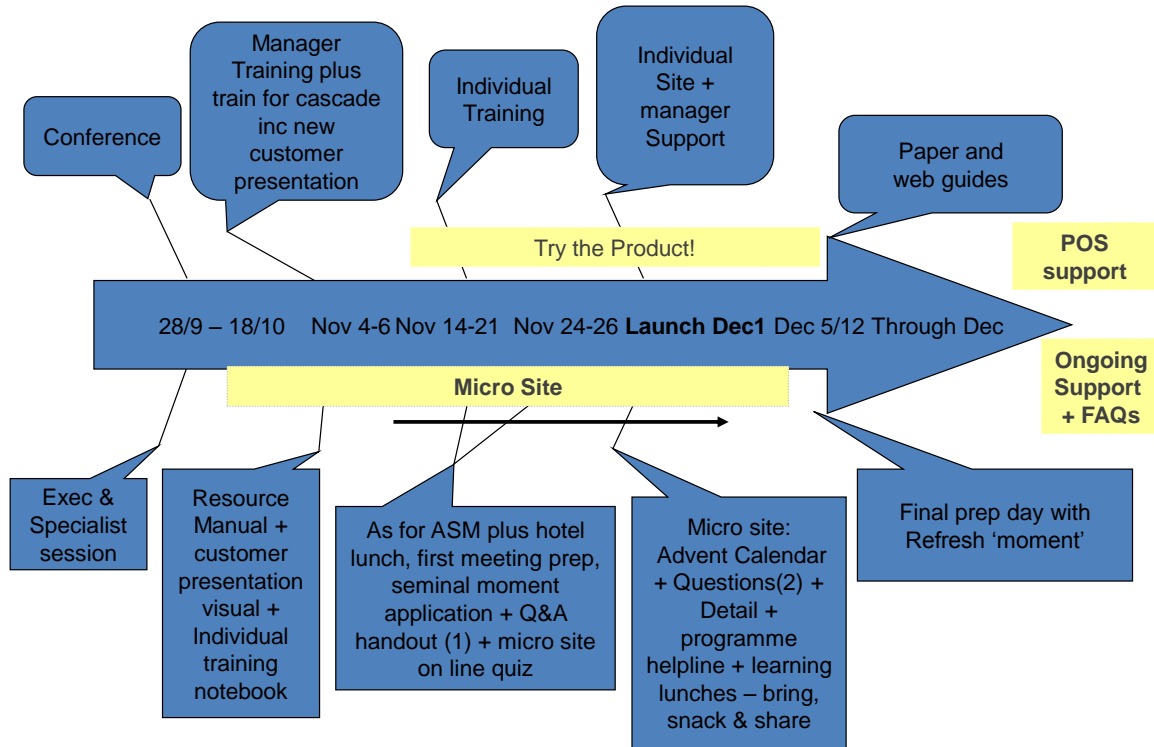 Conference
Manager
Training plus
train for cascade
inc new
customer
presentation
Individual
Training
Individual
Site +
manager
Support
Paper and
web guides
Try the Product!
POS
support
28/9 – 18/10 Nov 4-6 Nov 14-21 Nov 24-26 Launch Dec1 Dec 5/12 Through Dec
Micro Site
Ongoing
Support
+ FAQs
Exec &
Specialist
session
Resource
Manual +
customer
presentation
visual +
Individual
training
notebook
As for ASM plus hotel
lunch, first meeting prep,
seminal moment
application + Q&A
handout (1) + micro site
on line quiz
Micro site:
Advent Calendar
+ Questions(2) +
Detail +
programme
helpline + learning
lunches – bring,
snack & share
Final prep day with
Refresh ‘moment’